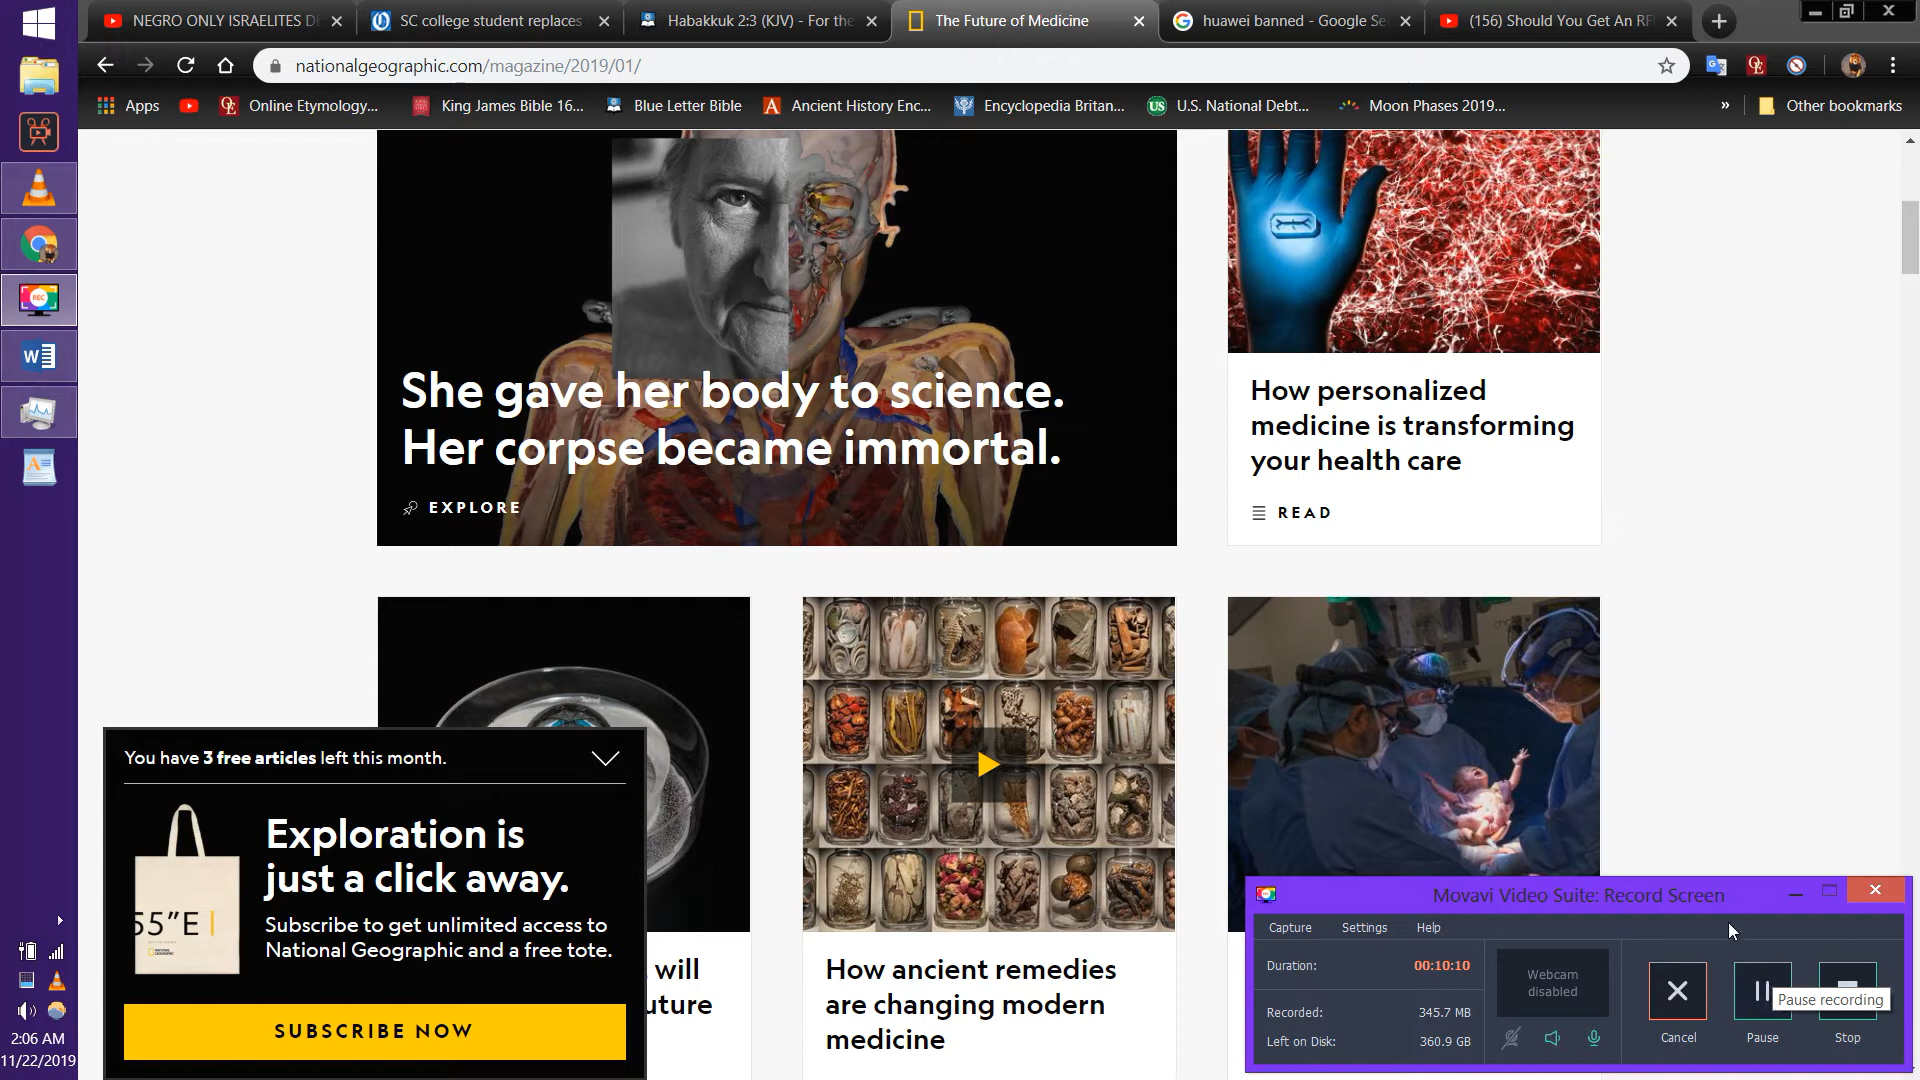 NEGRO ONLY ISRAELITES D
SC college student replaces
Habakkuk 2:3 (KJV) - For the
The Future of Medicine
huawei banned - Google Se
(156) Should You Get An RF
nationalgeographic.com/magazine/2019/01/
Apps
Online Etymology...
King James Bible 16...
Blue Letter Bible
Ancient History Enc...
Encyclopedia Britan...
U.S. National Debt...
Moon Phases 2019...
»
Other bookmarks
She gave her body to science.
Her corpse became immortal.
EXPLORE
How personalized
medicine is transforming
your health care
READ
You have 3 free articles left this month.
Exploration is
just a click away.
Subscribe to get unlimited access to
National Geographic and a free tote.
55"E
SUBSCRIBE NOW
will
uture
How ancient remedies
are changing modern
medicine
Movavi Video Suite: Record Screen
Capture
Settings
Help
Duration:
00:10:10
Webcam
disabled
Recorded:
345.7 MB
Left on Disk:
360.9 GB
Pause recording
Cancel
Pause
Stop
REC
2:06 AM
11/22/2019